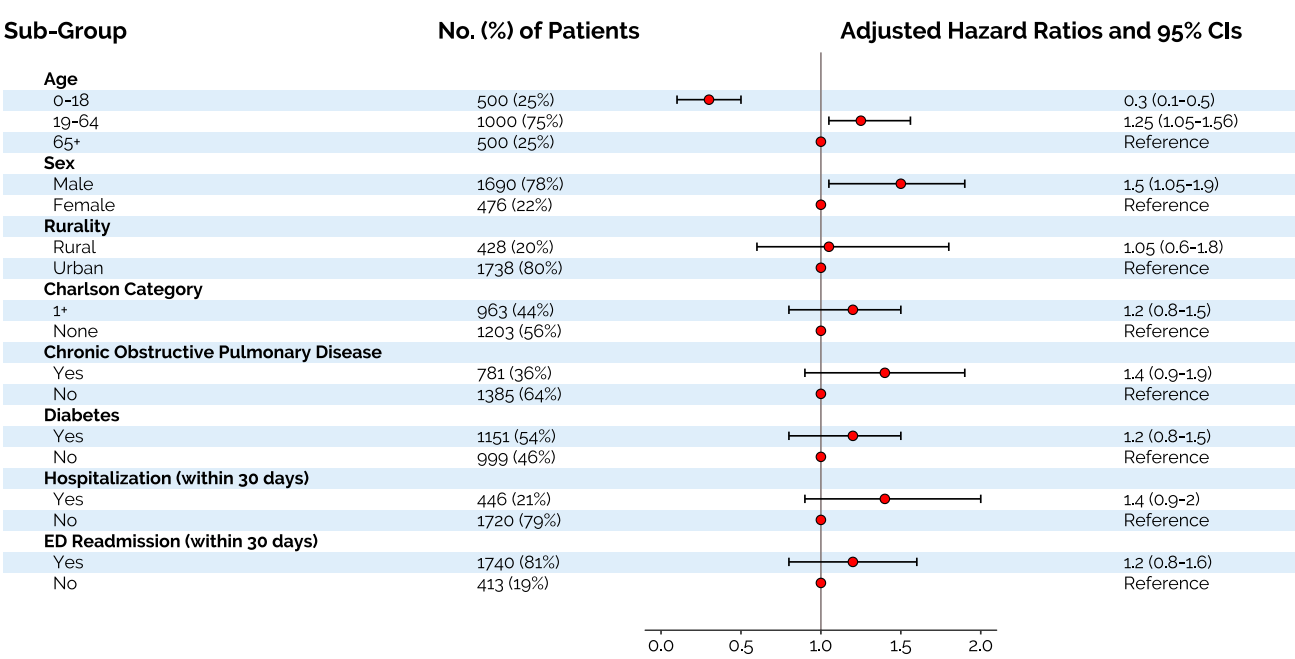 Sub-Group No. (%) of Patients Adjusted Hazard Ratios and 95% CIs
Age
0-18 500 (25%) 0.3 (0.1-0.5)
19-64 1000 (75%) 1.25 (1.05-1.56)
65+ 500 (25%) Reference
Sex
Male 1690 (78%) 1.5 (1.05-1.9)
Female 476 (22%) Reference
Rurality
Rural 428 (20%) 1.05 (0.6-1.8)
Urban 1738 (80%) Reference
Charlson Category
1+ 963 (44%) 1.2 (0.8-1.5)
None 1203 (56%) Reference
Chronic Obstructive Pulmonary Disease
Yes 781 (36%) 1.4 (0.9-1.9)
No 1385 (64%) Reference
Diabetes
Yes 1151 (54%) 1.2 (0.8-1.5)
No 999 (46%) Reference
Hospitalization (within 30 days)
Yes 446 (21%) 1.4 (0.9-2)
No 1720 (79%) Reference
ED Readmission (within 30 days)
Yes 1740 (81%) 1.2 (0.8-1.6)
No 413 (19%) Reference
0.0 0.5 1.0 1.5 2.0